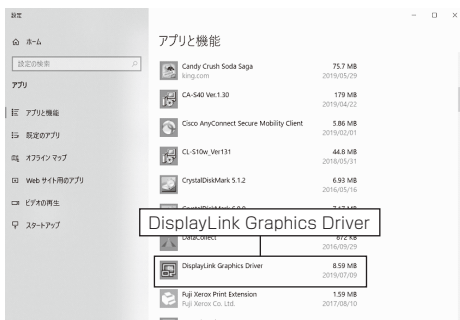 設定
ホーム
設定の検索
アプリ
アプリと機能
既定のアプリ
オフライン マップ
Web サイト用のアプリ
ビデオの再生
スタートアップ
アプリと機能
Candy Crush Soda Saga 75.7 MB
king.com 2019/05/29
CA-S40 Ver.1.30 179 MB
2019/04/22
Cisco AnyConnect Secure Mobility Client 5.86 MB
2019/02/01
CL-S10w_Ver131 44.8 MB
2018/05/31
CrystalDiskMark 5.1.2 6.93 MB
2016/05/16
DisplayLink Graphics Driver
DataCollect 872 KB
2016/09/29
DisplayLink Graphics Driver 8.59 MB
2019/07/09
Fuji Xerox Print Extension 1.59 MB
Fuji Xerox Co. Ltd. 2017/08/10